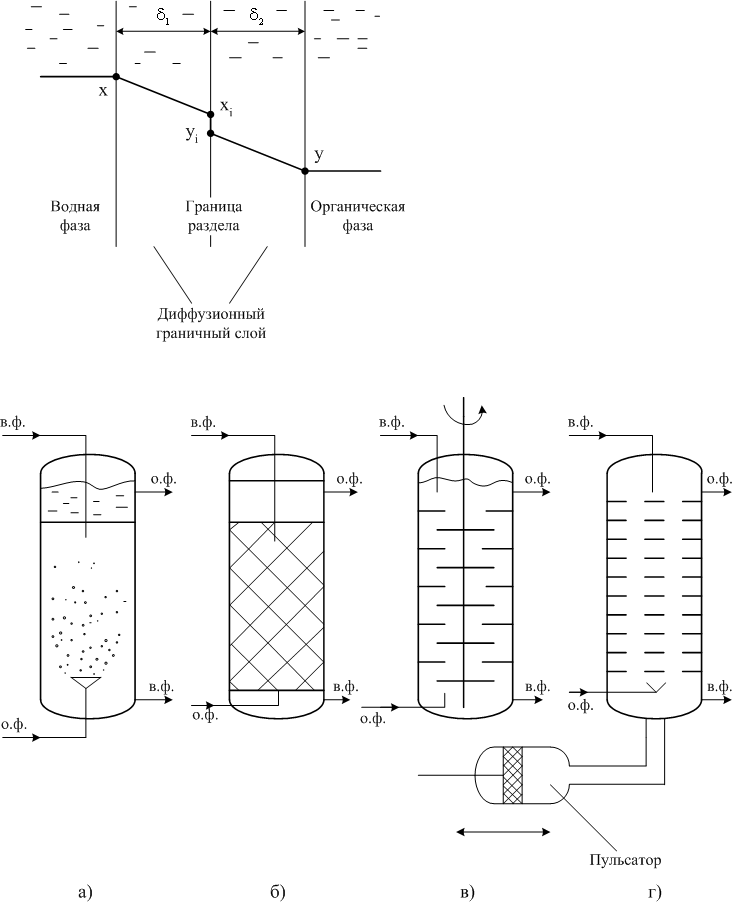 δ₁ δ₂
x xᵢ
yᵢ y
Водная Граница Органическая
фаза раздела фаза
Диффузионный
граничный слой
в.ф. в.ф. в.ф. в.ф.
о.ф. о.ф. о.ф. о.ф.
в.ф. в.ф. в.ф. в.ф.
о.ф. о.ф. о.ф. о.ф.
Пульсатор
а) б) в) г)